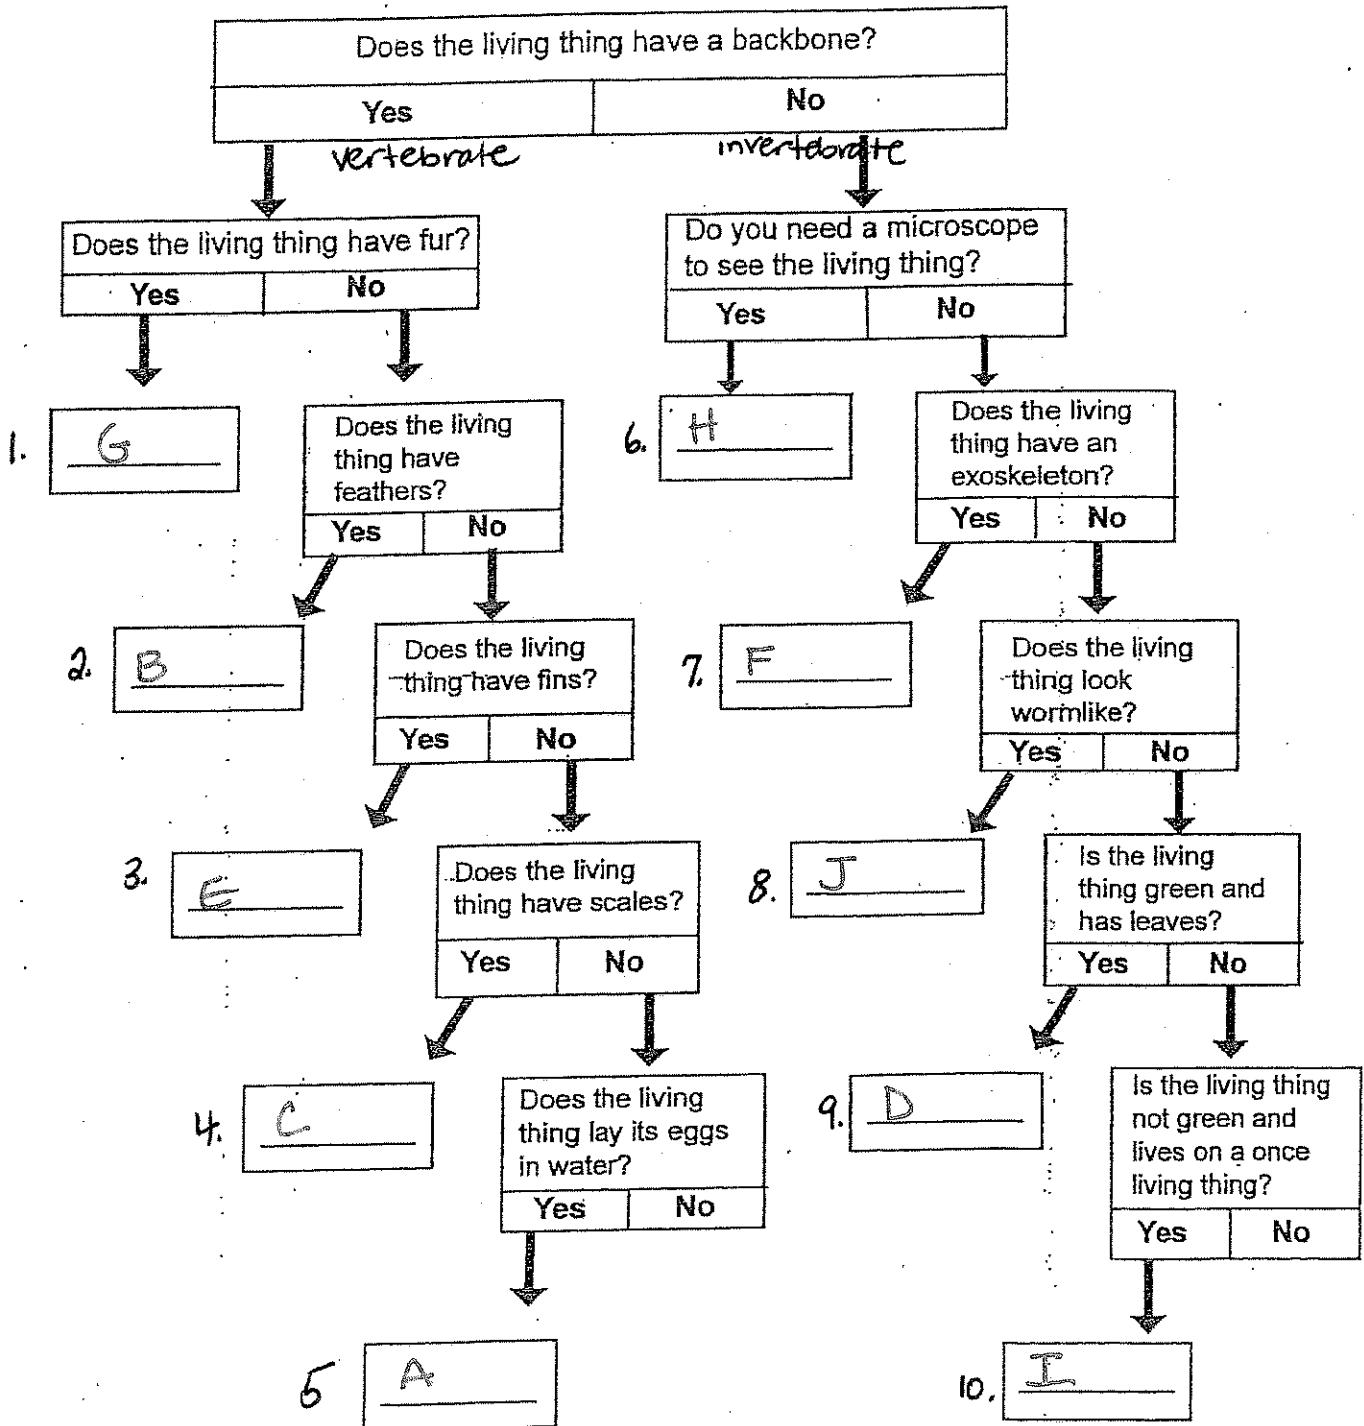 Does the living thing have a backbone?
Yes
No
vertebrate
invertebrate
Does the living thing have fur?
Yes
No
Do you need a microscope
to see the living thing?
Yes
No
1.
G
Does the living
thing have
feathers?
Yes
No
6.
H
Does the living
thing have an
exoskeleton?
Yes
No
2.
B
Does the living
thing have fins?
Yes
No
7.
F
Does the living
thing look
wormlike?
Yes
No
3.
E
Does the living
thing have scales?
Yes
No
8.
J
Is the living
thing green and
has leaves?
Yes
No
4.
C
Does the living
thing lay its eggs
in water?
Yes
No
9.
D
Is the living thing
not green and
lives on a once
living thing?
Yes
No
5
A
10.
I